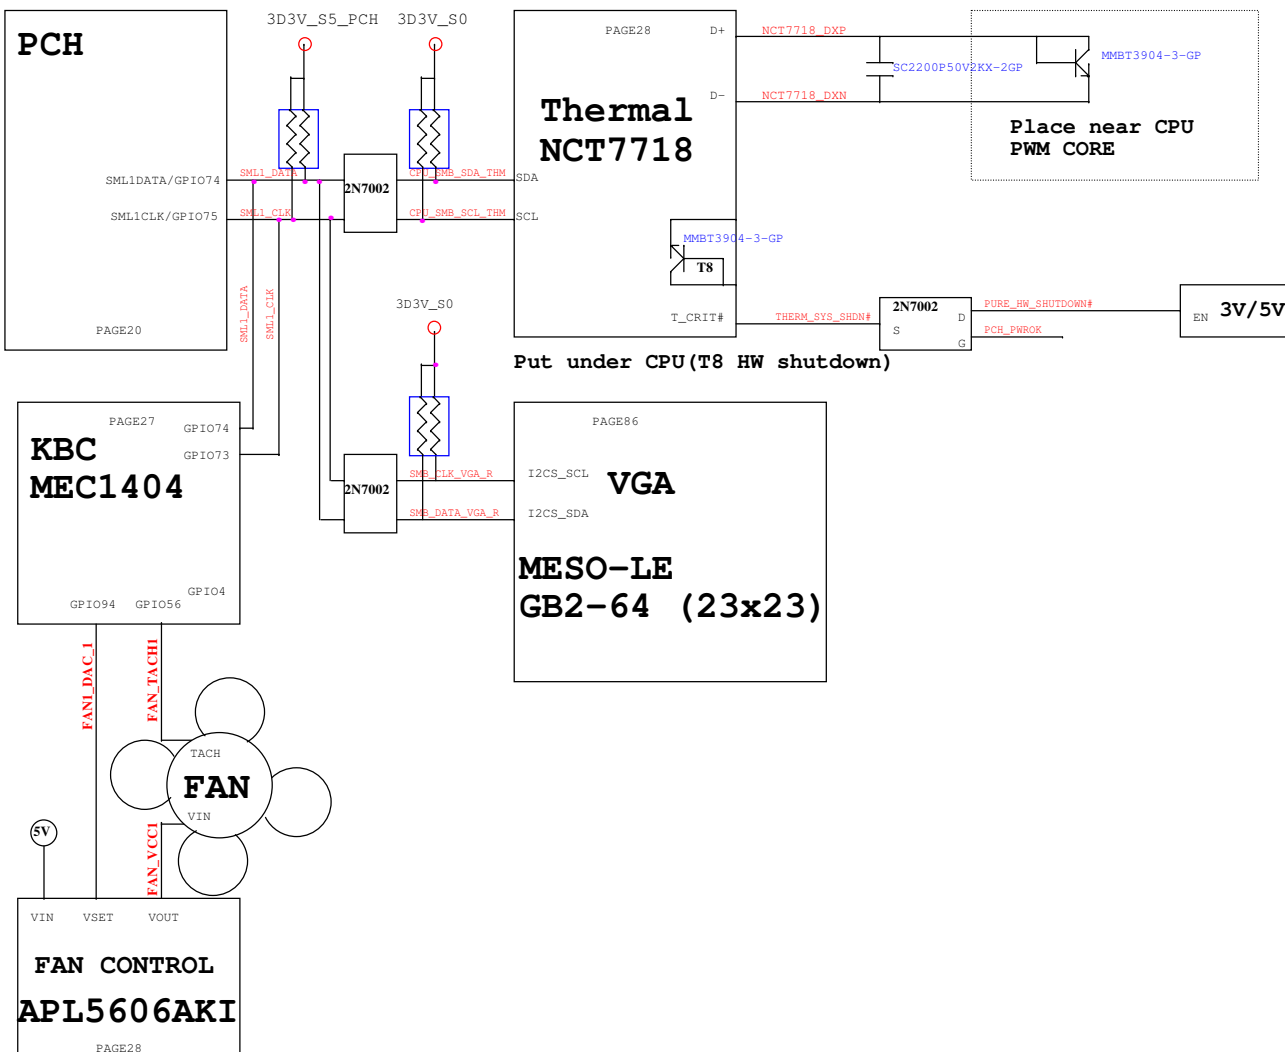 3D3V_S5_PCH
3D3V_S0
PCH
SML1DATA/GPIO74
SML1CLK/GPIO75
PAGE20
SML1_DATA
SML1_CLK
2N7002
CPU_SMB_SDA_THM
CPU_SMB_SCL_THM
SDA
SCL
PAGE28
Thermal
NCT7718
D+
D-
NCT7718_DXP
NCT7718_DXN
SC2200P50V2KX-2GP
MMBT3904-3-GP
Place near CPU
PWM CORE
MMBT3904-3-GP
T8
T_CRIT#
THERM_SYS_SHDN#
2N7002
S
D
G
PURE_HW_SHUTDOWN#
PCH_PWROK
EN
3V/5V
Put under CPU(T8 HW shutdown)
SML1_DATA
SML1_CLK
3D3V_S0
PAGE27
GPIO74
GPIO73
KBC
MEC1404
GPIO4
GPIO94
GPIO56
2N7002
SMB_CLK_VGA_R
SMB_DATA_VGA_R
PAGE86
I2CS_SCL
I2CS_SDA
VGA
MESO-LE
GB2-64 (23x23)
FAN1_DAC_1
FAN_TACH1
TACH
FAN
VIN
FAN_VCC1
5V
VIN
VSET
VOUT
FAN CONTROL
APL5606AKI
PAGE28